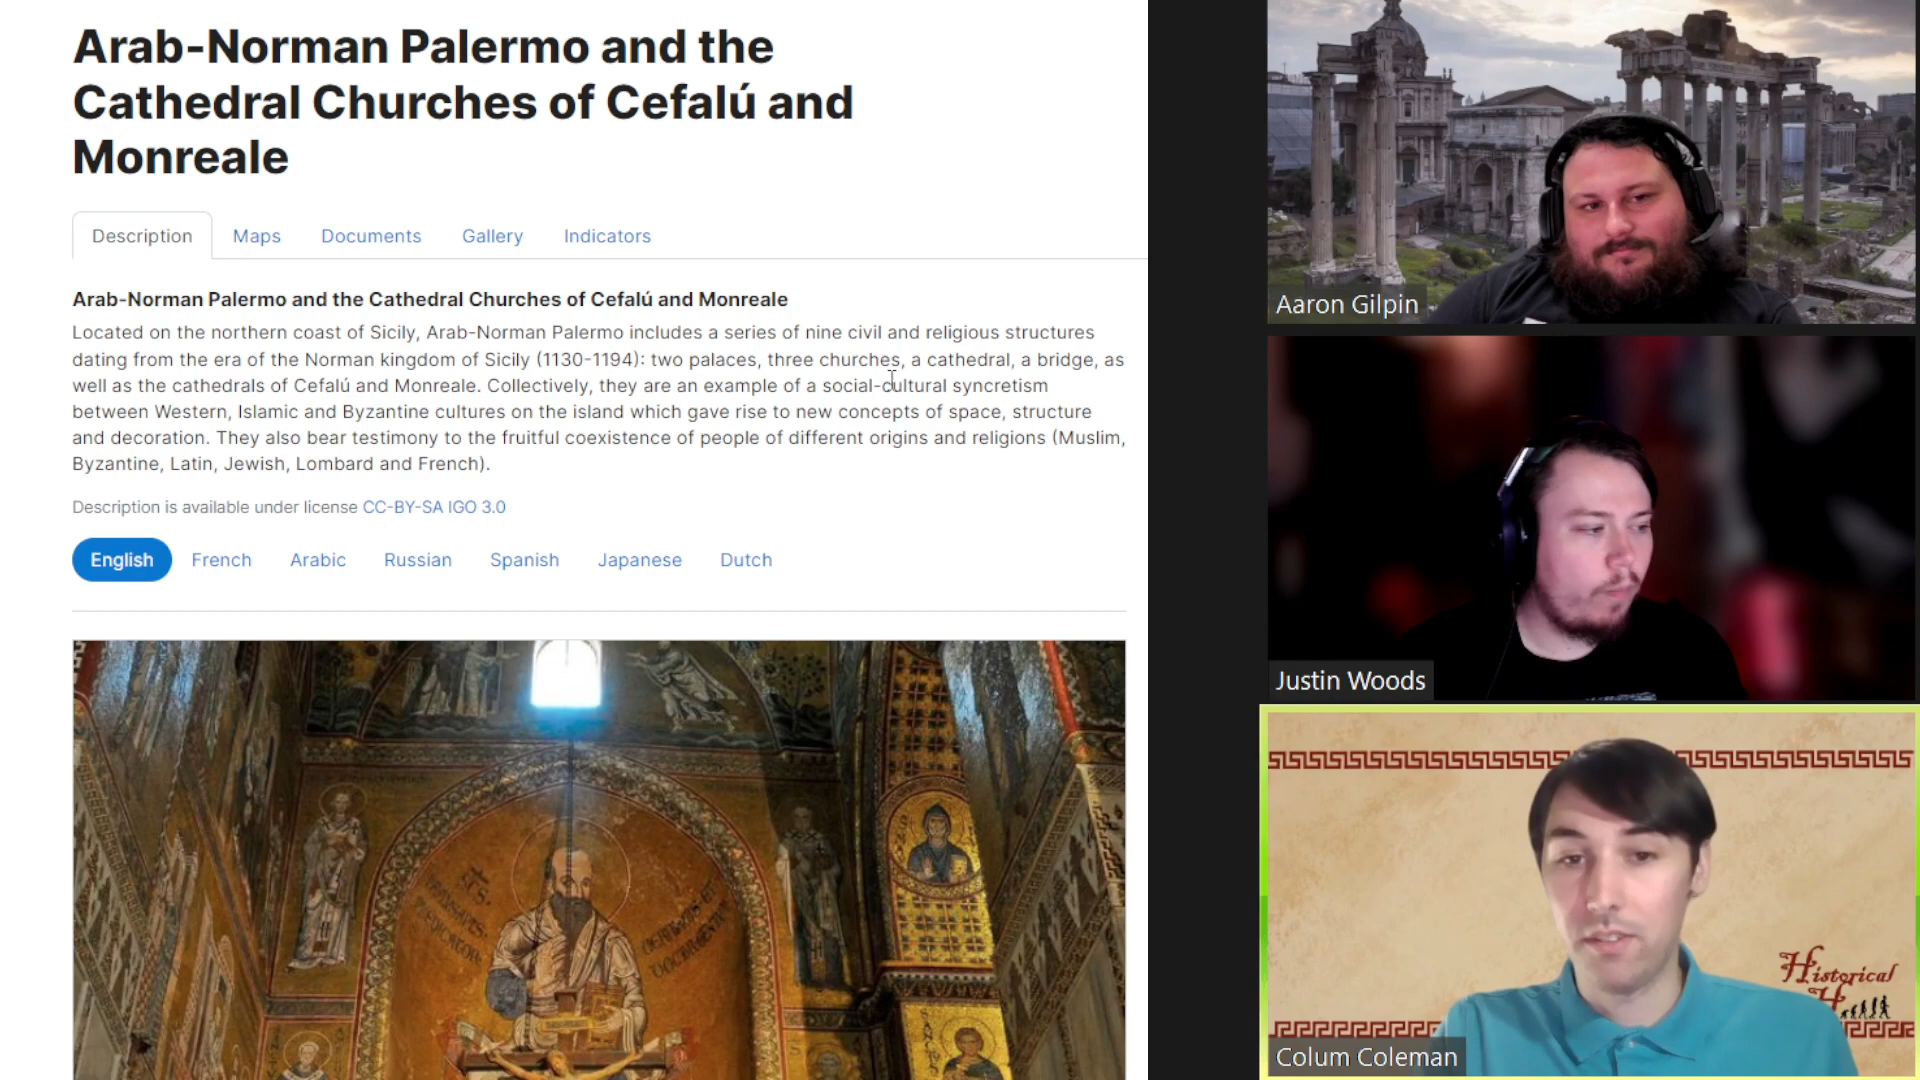 Arab-Norman Palermo and the
Cathedral Churches of Cefalú and
Monreale
Description
Maps
Documents
Gallery
Indicators
Arab-Norman Palermo and the Cathedral Churches of Cefalú and Monreale
Located on the northern coast of Sicily, Arab-Norman Palermo includes a series of nine civil and religious structures
dating from the era of the Norman kingdom of Sicily (1130-1194): two palaces, three churches, a cathedral, a bridge, as
well as the cathedrals of Cefalú and Monreale. Collectively, they are an example of a social-cultural syncretism
between Western, Islamic and Byzantine cultures on the island which gave rise to new concepts of space, structure
and decoration. They also bear testimony to the fruitful coexistence of people of different origins and religions (Muslim,
Byzantine, Latin, Jewish, Lombard and French).
Description is available under license CC-BY-SA IGO 3.0
English
French
Arabic
Russian
Spanish
Japanese
Dutch
Aaron Gilpin
Justin Woods
Historical
Colum Coleman